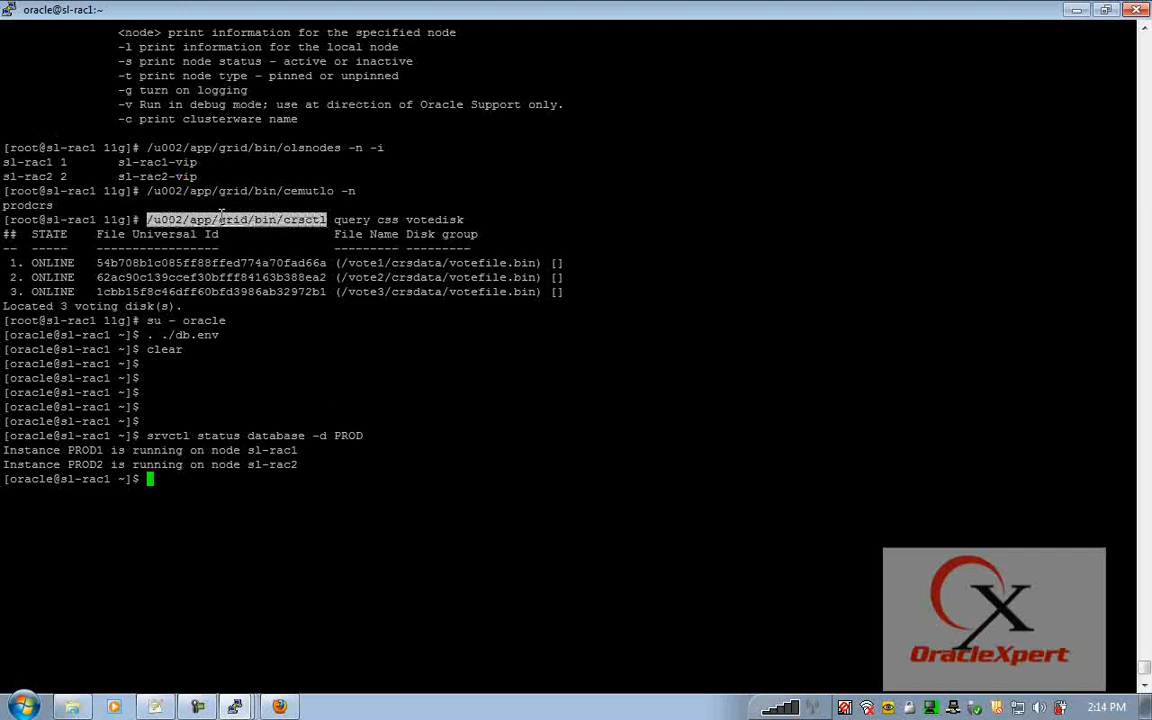 oracle@sl-rac1:~
<node> print information for the specified node
-l print information for the local node
-s print node status - active or inactive
-t print node type - pinned or unpinned
-g turn on logging
-v Run in debug mode; use at direction of Oracle Support only.
-c print clusterware name
[root@sl-rac1 11g]# /u002/app/grid/bin/olsnodes -n -i
sl-rac1 1       sl-rac1-vip
sl-rac2 2       sl-rac2-vip
[root@sl-rac1 11g]# /u002/app/grid/bin/cemutlo -n
prodcrs
[root@sl-rac1 11g]# /u002/app/grid/bin/crsctl query css votedisk
##  STATE    File Universal Id                File Name Disk group
--  -----    -----------------                --------- ---------
 1. ONLINE   54b708b1c085ff88ffed774a70fad66a (/vote1/crsdata/votefile.bin) []
 2. ONLINE   62ac90c139ccef30bfff84163b388ea2 (/vote2/crsdata/votefile.bin) []
 3. ONLINE   1cbb15f8c46dff60bfd3986ab32972b1 (/vote3/crsdata/votefile.bin) []
Located 3 voting disk(s).
[root@sl-rac1 11g]# su - oracle
[oracle@sl-rac1 ~]$ . ./db.env
[oracle@sl-rac1 ~]$ clear
[oracle@sl-rac1 ~]$
[oracle@sl-rac1 ~]$
[oracle@sl-rac1 ~]$
[oracle@sl-rac1 ~]$
[oracle@sl-rac1 ~]$
[oracle@sl-rac1 ~]$ srvctl status database -d PROD
Instance PROD1 is running on node sl-rac1
Instance PROD2 is running on node sl-rac2
[oracle@sl-rac1 ~]$
OracleXpert
2:14 PM